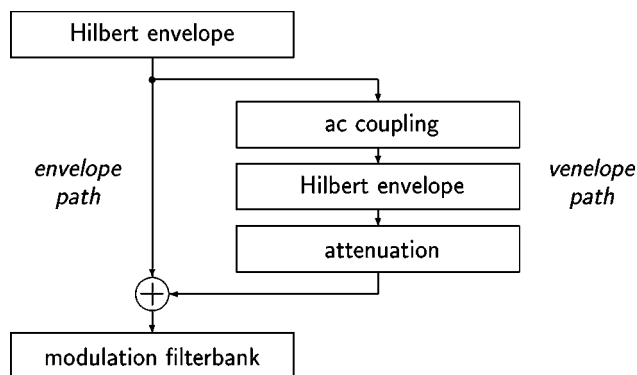 Hilbert envelope
ac coupling
envelope
path
Hilbert envelope
venelope
path
attenuation
modulation filterbank